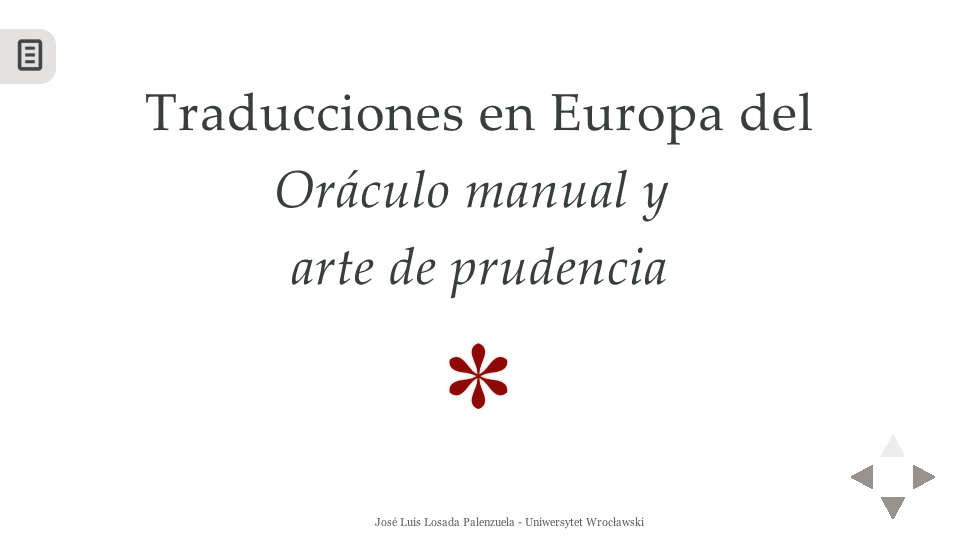 Traducciones en Europa del
Oráculo manual y
arte de prudencia
José Luis Losada Palenzuela - Uniwersytet Wrocławski